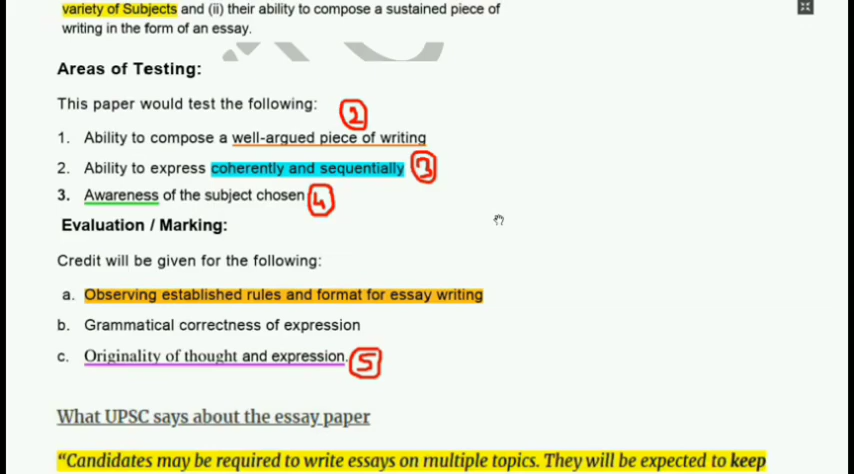 variety of Subjects and (ii) their ability to compose a sustained piece of
writing in the form of an essay.
Areas of Testing:
This paper would test the following:
2
1. Ability to compose a well-argued piece of writing
2. Ability to express coherently and sequentially 3
3. Awareness of the subject chosen 4
Evaluation / Marking:
Credit will be given for the following:
a. Observing established rules and format for essay writing
b. Grammatical correctness of expression
c. Originality of thought and expression. 5
What UPSC says about the essay paper
“Candidates may be required to write essays on multiple topics. They will be expected to keep